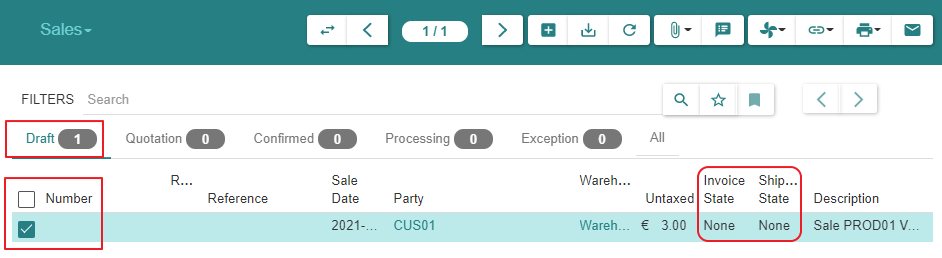 Sales
1 / 1
FILTERS Search
Draft 1 Quotation 0 Confirmed 0 Processing 0 Exception 0 All
Number R... Reference Sale Date Party Wareh... Untaxed Invoice State Ship... State Description
2021-... CUS01 Wareh... € 3.00 None None Sale PROD01 V...